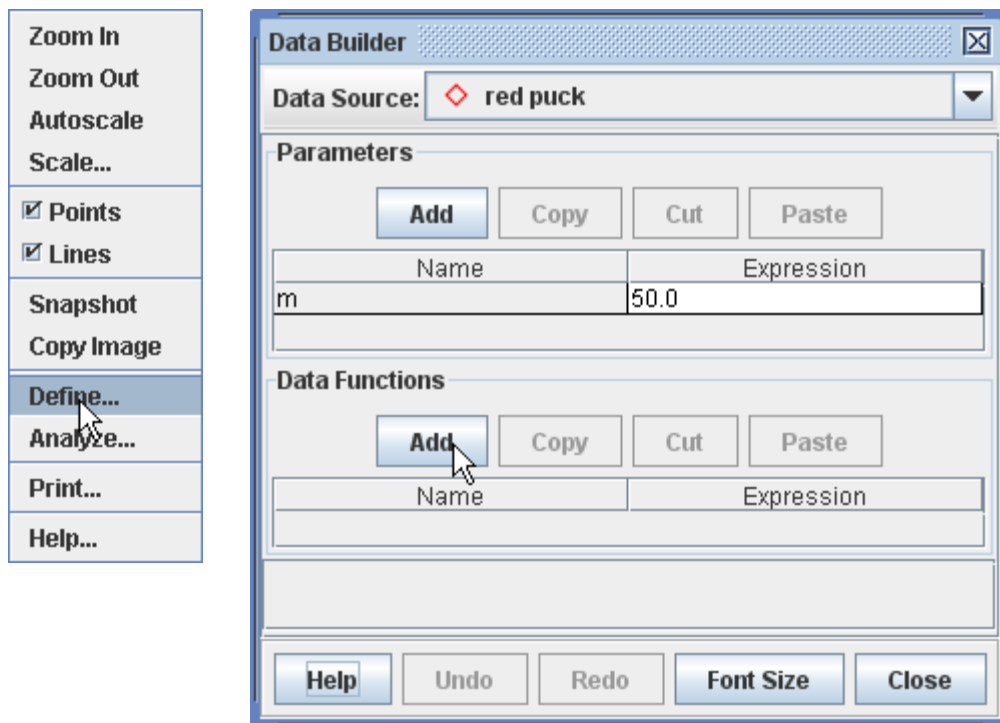 Zoom In
Zoom Out
Autoscale
Scale...
Points
Lines
Snapshot
Copy Image
Define...
Analyze...
Print...
Help...
Data Builder
Data Source: red puck
Parameters
Add Copy Cut Paste
Name Expression
m 50.0
Data Functions
Add Copy Cut Paste
Name Expression
Help Undo Redo Font Size Close